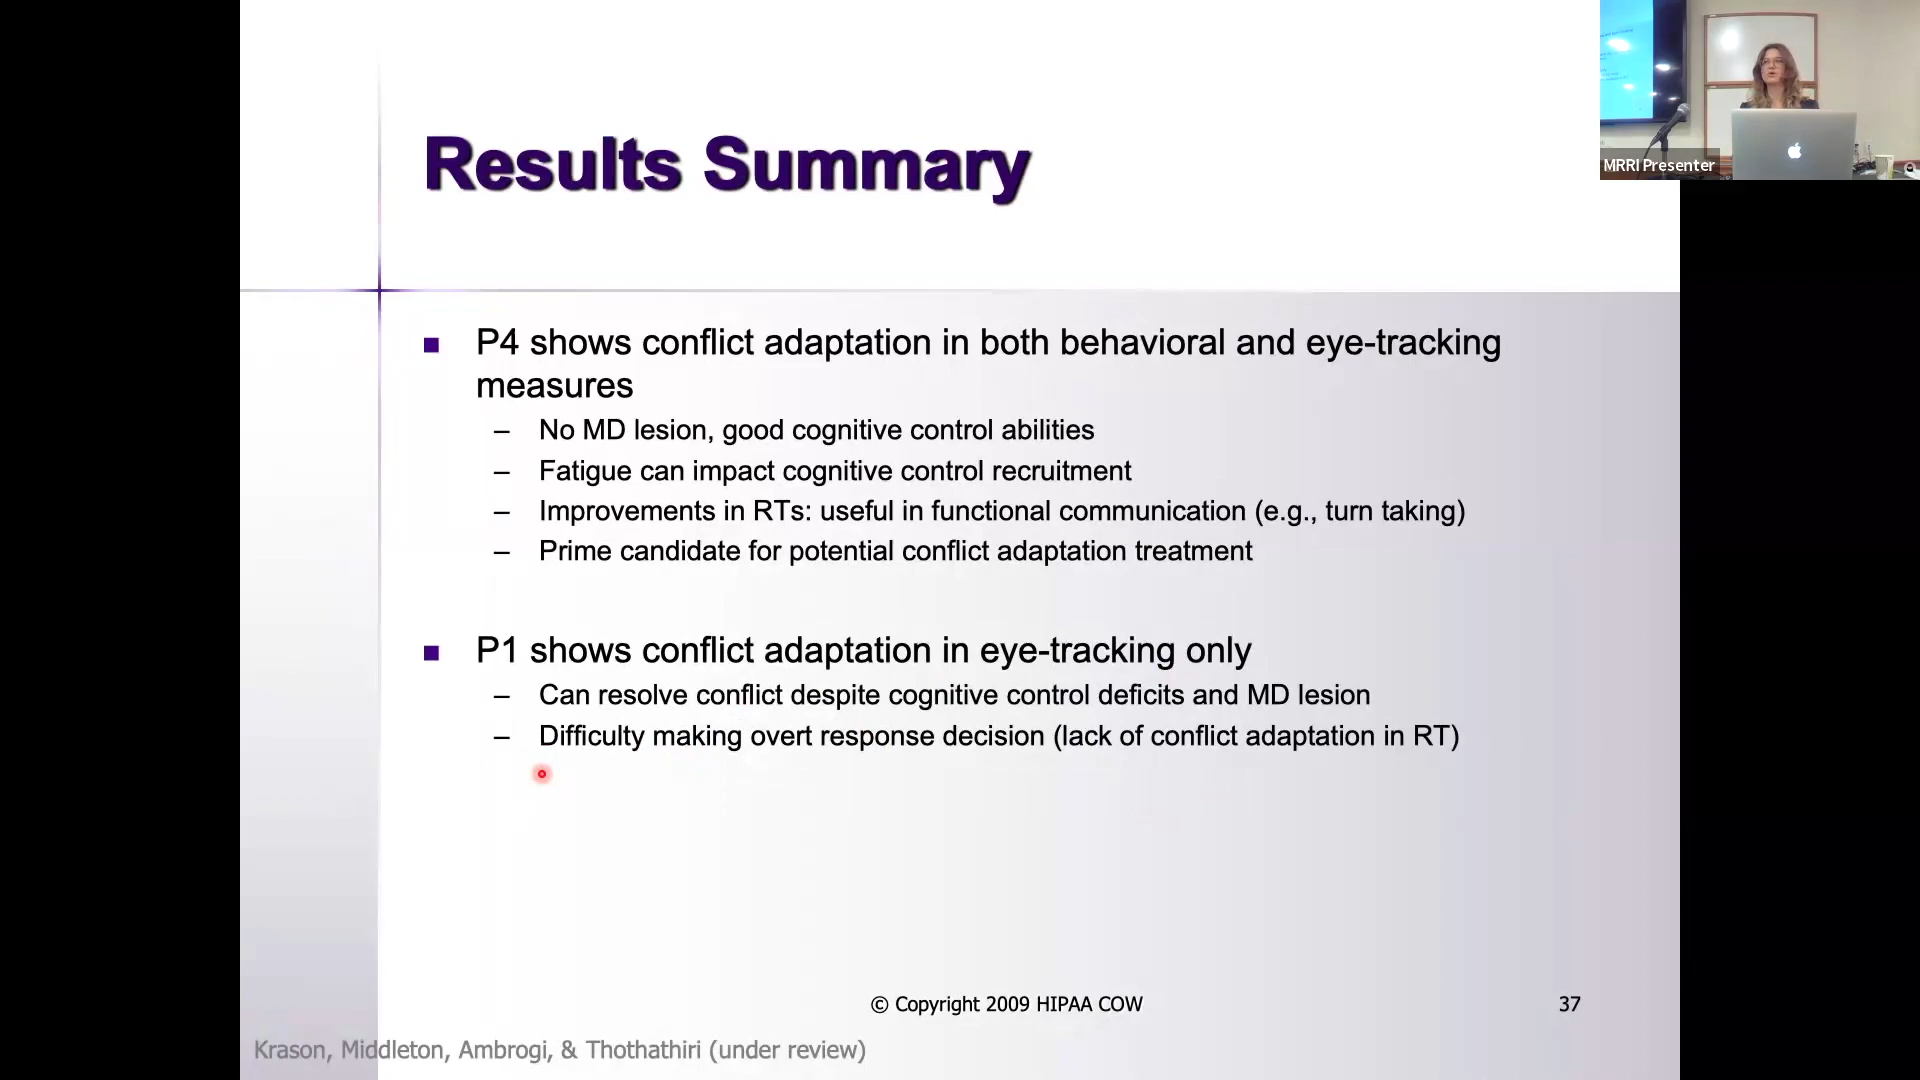 Results Summary
MRRI Presenter
P4 shows conflict adaptation in both behavioral and eye-tracking
measures
– No MD lesion, good cognitive control abilities
– Fatigue can impact cognitive control recruitment
– Improvements in RTs: useful in functional communication (e.g., turn taking)
– Prime candidate for potential conflict adaptation treatment
P1 shows conflict adaptation in eye-tracking only
– Can resolve conflict despite cognitive control deficits and MD lesion
– Difficulty making overt response decision (lack of conflict adaptation in RT)
© Copyright 2009 HIPAA COW
37
Krason, Middleton, Ambrogi, & Thothathiri (under review)